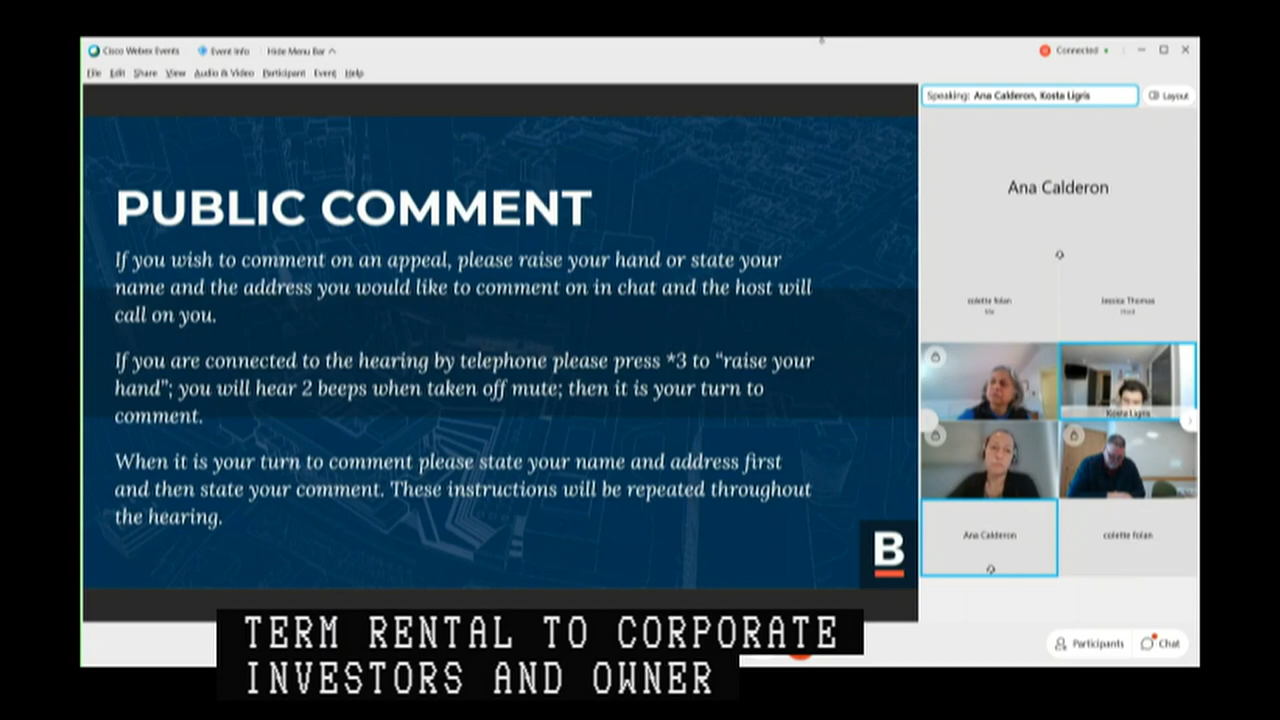 Cisco Webex Events Event Info Hide Menu Bar Connected
File Edit Share View Audio & Video Participant Event Help
Speaking: Ana Calderon, Kosta Ligris Layout
PUBLIC COMMENT
If you wish to comment on an appeal, please raise your hand or state your
name and the address you would like to comment on in chat and the host will
call on you.
If you are connected to the hearing by telephone please press *3 to “raise your
hand”; you will hear 2 beeps when taken off mute; then it is your turn to
comment.
When it is your turn to comment please state your name and address first
and then state your comment. These instructions will be repeated throughout
the hearing.
B
Ana Calderon
colette folan
Me
Jessica Thomas
Host
Kosta Ligris
Ana Calderon
colette folan
Participants Chat
TERM RENTAL TO CORPORATE
INVESTORS AND OWNER